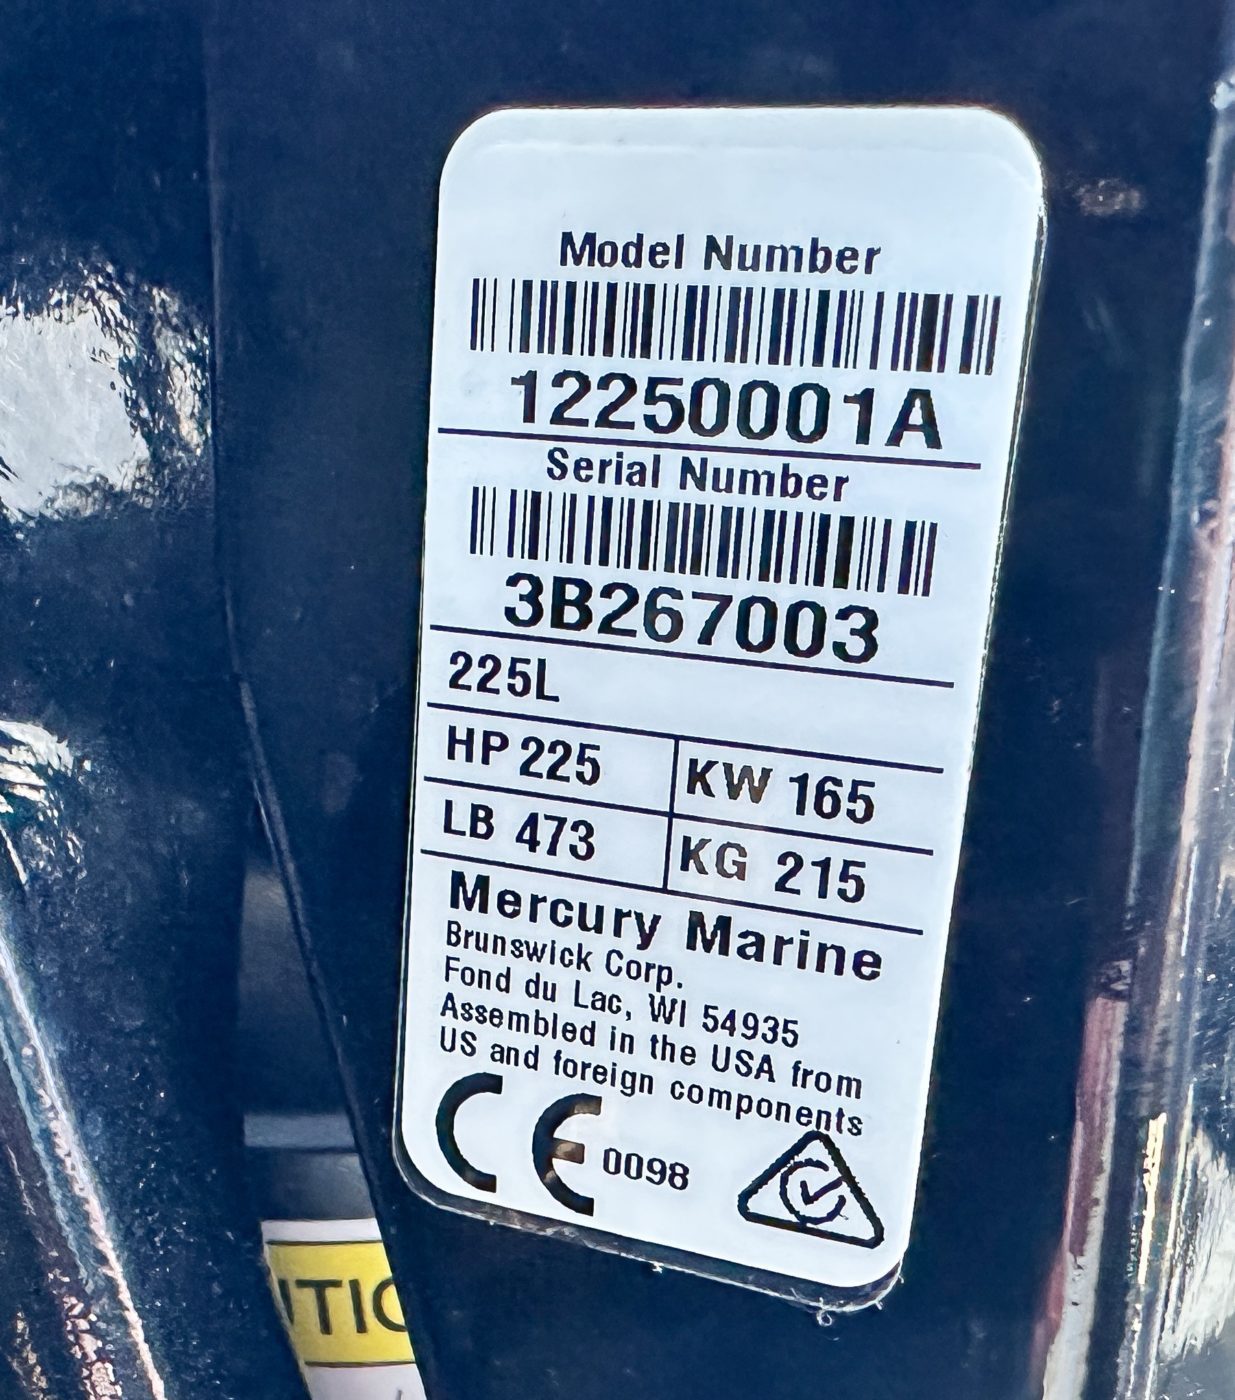 Model Number
12250001A
Serial Number
3B267003
225L
HP 225 KW 165
LB 473 KG 215
Mercury Marine
Brunswick Corp.
Fond du Lac, WI 54935
Assembled in the USA from
US and foreign components
CE 0098